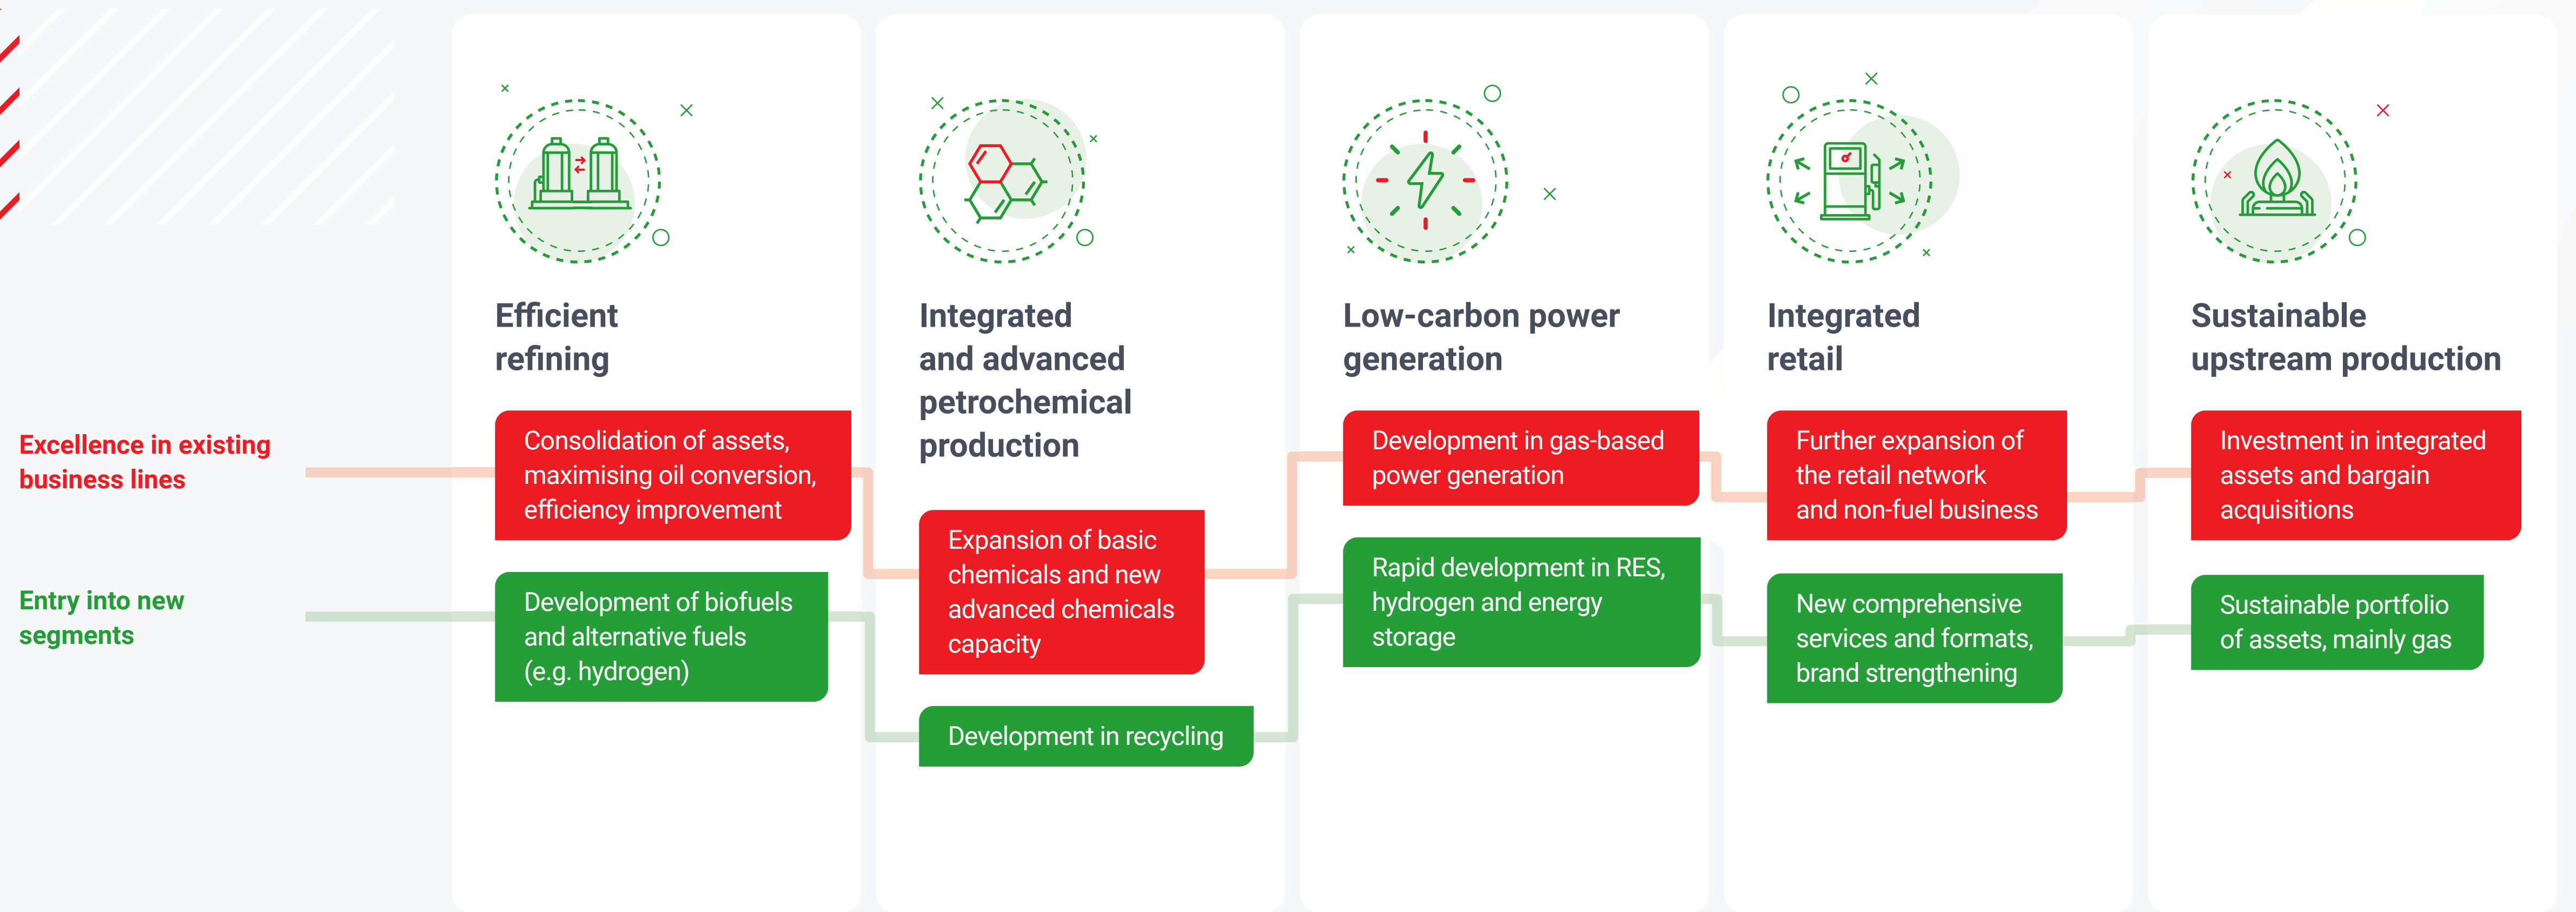 Efficient
refining
Integrated
and advanced
petrochemical
production
Low-carbon power
generation
Integrated
retail
Sustainable
upstream production
Excellence in existing
business lines
Consolidation of assets,
maximising oil conversion,
efficiency improvement
Expansion of basic
chemicals and new
advanced chemicals
capacity
Development in gas-based
power generation
Further expansion of
the retail network
and non-fuel business
Investment in integrated
assets and bargain
acquisitions
Entry into new
segments
Development of biofuels
and alternative fuels
(e.g. hydrogen)
Development in recycling
Rapid development in RES,
hydrogen and energy
storage
New comprehensive
services and formats,
brand strengthening
Sustainable portfolio
of assets, mainly gas